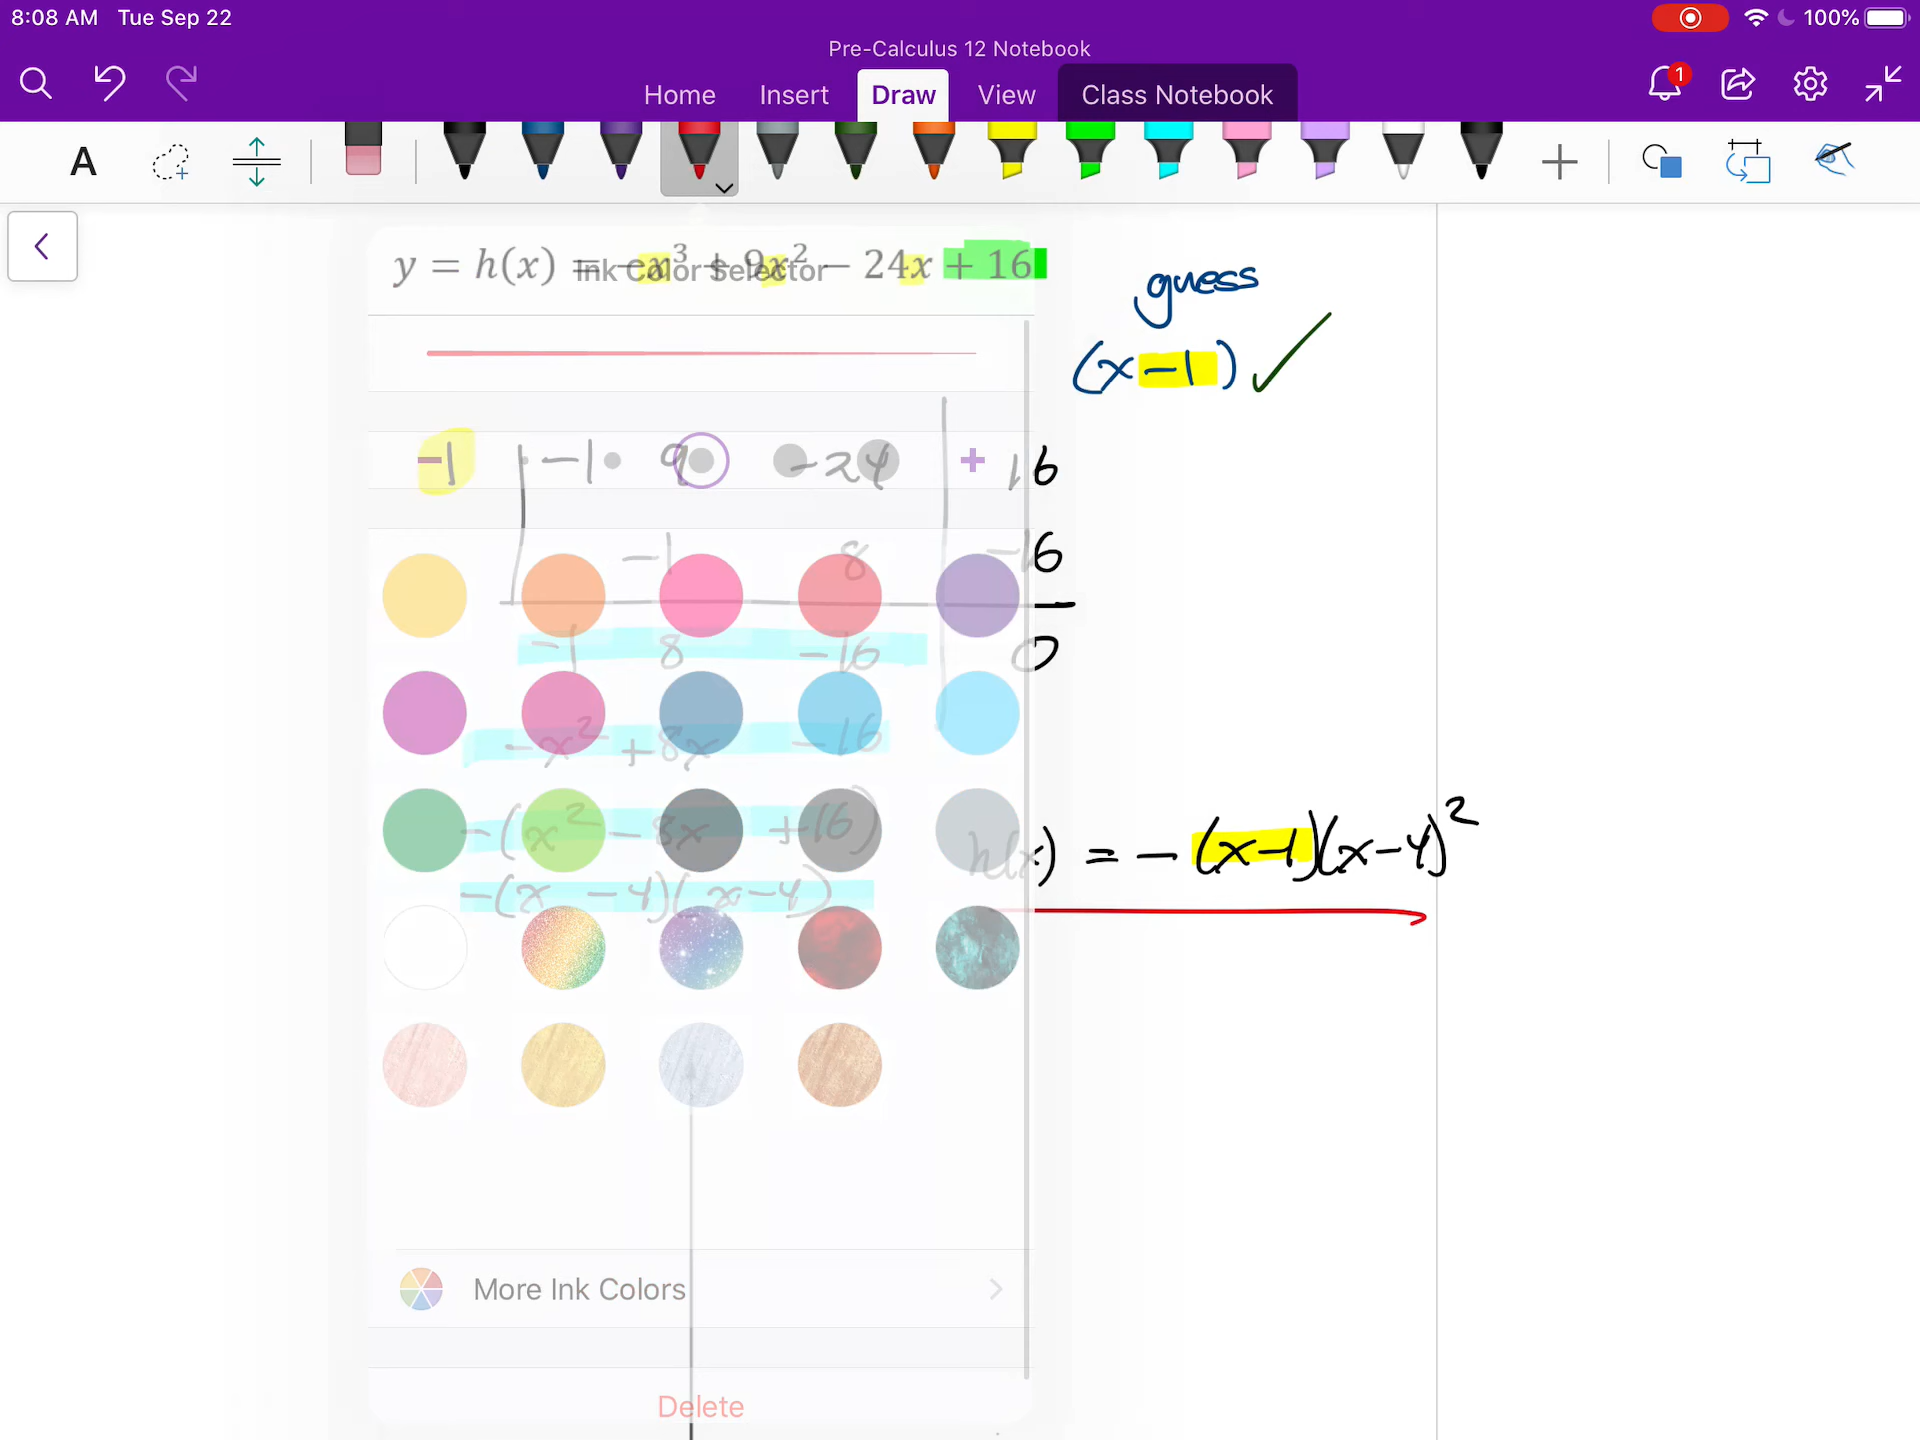 8:08 AM Tue Sep 22 100%
Pre-Calculus 12 Notebook
1
Home Insert Draw View Class Notebook
A
y = h(x) = −x³ + 9x² − 24x + 16
Ink Color Selector
guess
(x −1) ✓
−1 −1 9 −24 + 16
−1 8 −16
−1 8 −16 0
−x² + 8x −16
−(x² − 8x + 16)
h(x) = −(x−1)(x−4)²
−(x −4)(x−4)
More Ink Colors
Delete